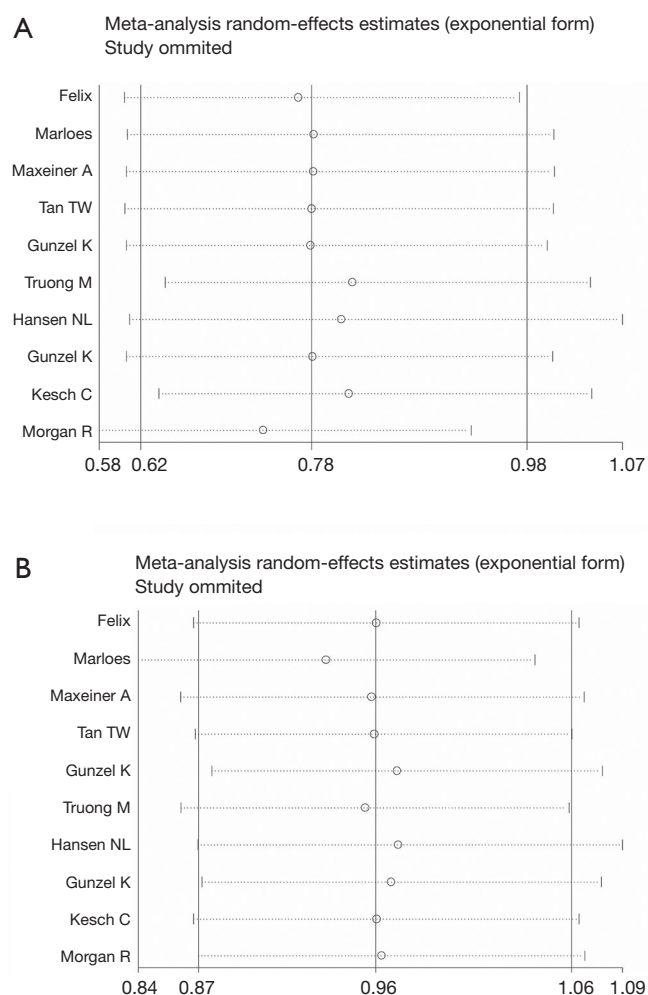 A
Meta-analysis random-effects estimates (exponential form)
Study ommited
Felix
Marloes
Maxeiner A
Tan TW
Gunzel K
Truong M
Hansen NL
Gunzel K
Kesch C
Morgan R
0.58 0.62 0.78 0.98 1.07
B
Meta-analysis random-effects estimates (exponential form)
Study ommited
Felix
Marloes
Maxeiner A
Tan TW
Gunzel K
Truong M
Hansen NL
Gunzel K
Kesch C
Morgan R
0.84 0.87 0.96 1.06 1.09